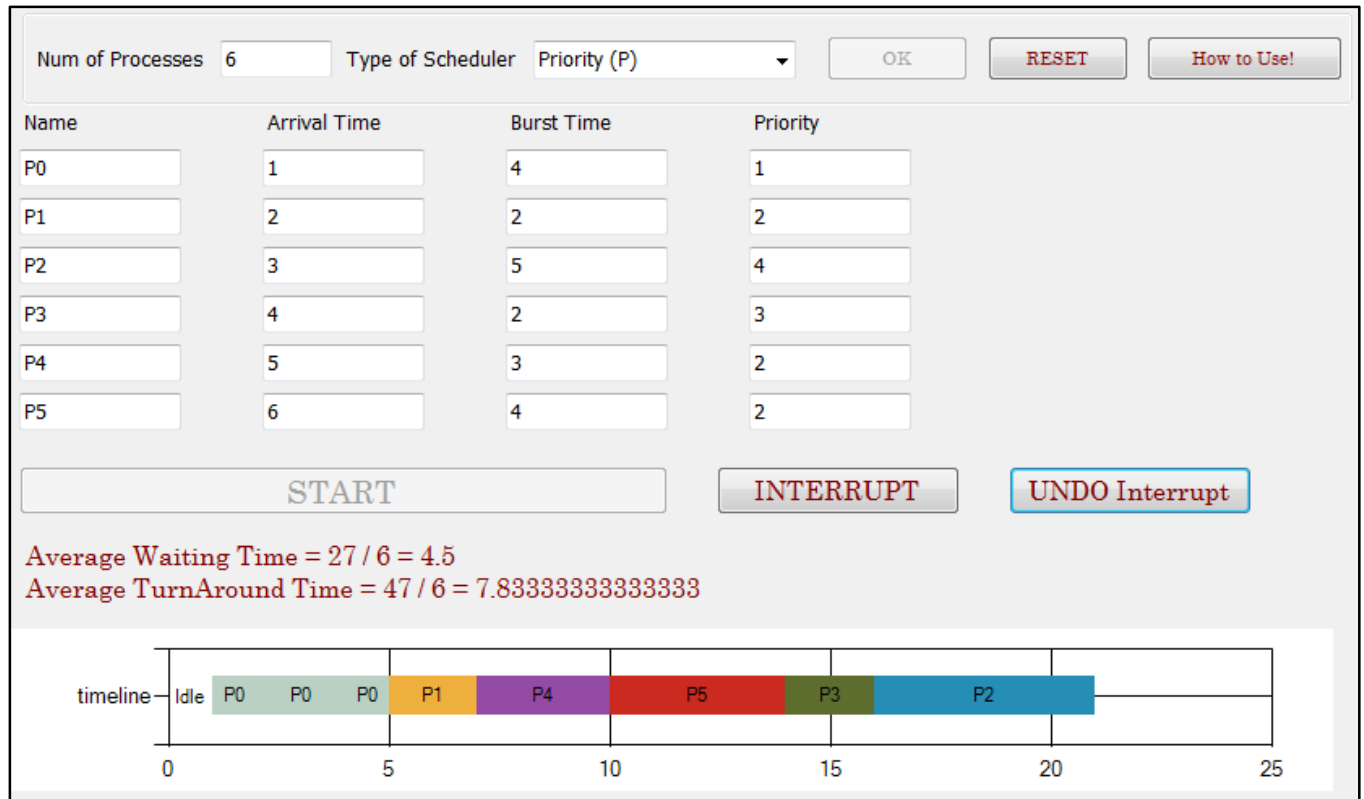 Num of Processes 6 Type of Scheduler Priority (P) OK RESET How to Use!
Name Arrival Time Burst Time Priority
P0 1 4 1
P1 2 2 2
P2 3 5 4
P3 4 2 3
P4 5 3 2
P5 6 4 2
START INTERRUPT UNDO Interrupt
Average Waiting Time = 27 / 6 = 4.5
Average TurnAround Time = 47 / 6 = 7.83333333333333
timeline Idle P0 P0 P0 P1 P4 P5 P3 P2
0 5 10 15 20 25